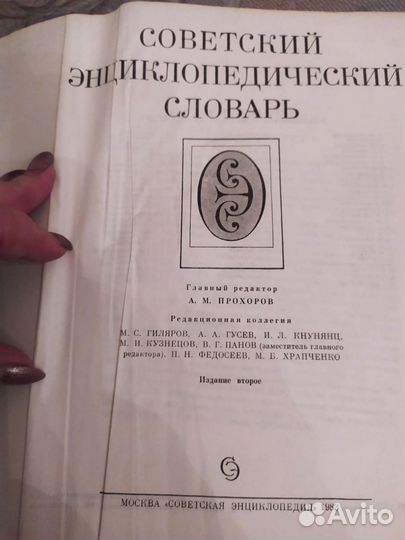 СОВЕТСКИЙ
ЭНЦИКЛОПЕДИЧЕСКИЙ
СЛОВАРЬ
Главный редактор
А. М. ПРОХОРОВ
Редакционная коллегия
М. С. ГИЛЯРОВ, А. А. ГУСЕВ, И. Л. КНУНЯНЦ,
М. И. КУЗНЕЦОВ, В. Г. ПАНОВ (заместитель главного
редактора), П. Н. ФЕДОСЕЕВ, М. Б. ХРАПЧЕНКО
Издание второе
МОСКВА «СОВЕТСКАЯ ЭНЦИКЛОПЕДИЯ»
Avito